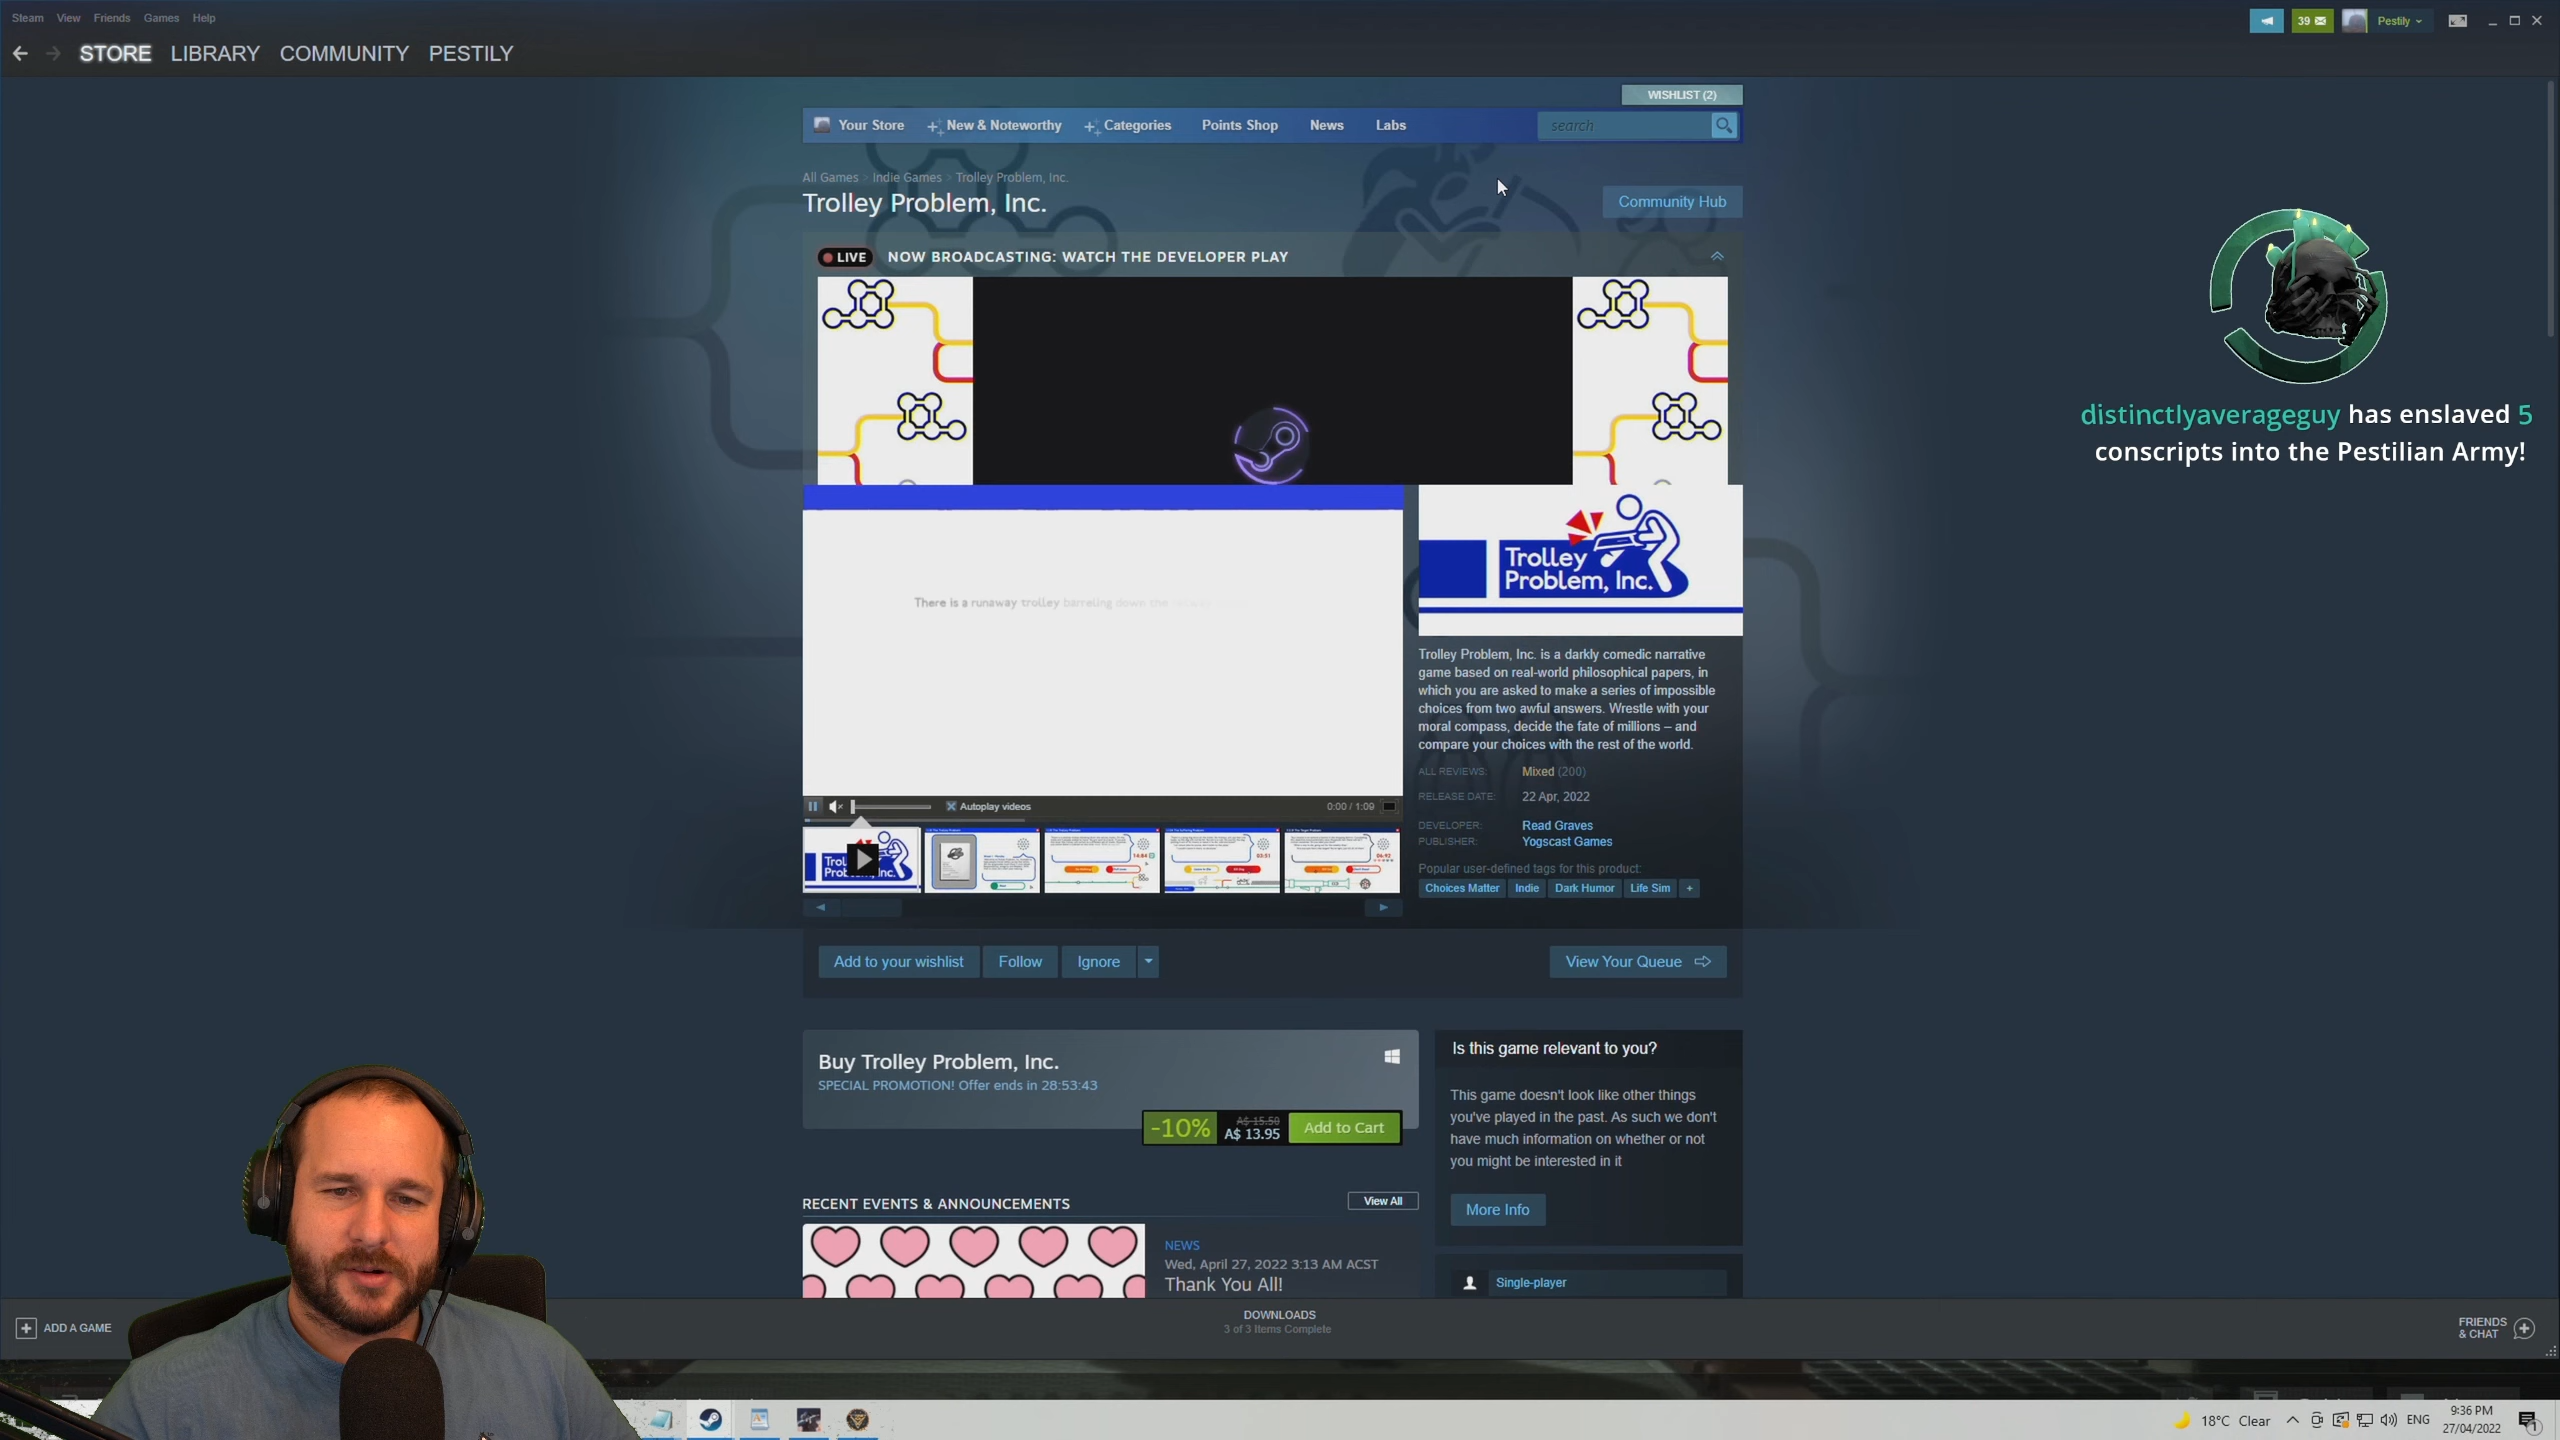 Steam View Friends Games Help
39 Pestily
STORE LIBRARY COMMUNITY PESTILY
WISHLIST (2)
Your Store New & Noteworthy Categories Points Shop News Labs search
All Games > Indie Games > Trolley Problem, Inc.
Trolley Problem, Inc.
Community Hub
LIVE NOW BROADCASTING: WATCH THE DEVELOPER PLAY
distinctlyaverageguy has enslaved 5
conscripts into the Pestilian Army!
There is a runaway trolley barreling down the
Trolley
Problem, Inc.
Trolley Problem, Inc. is a darkly comedic narrative
game based on real-world philosophical papers, in
which you are asked to make a series of impossible
choices from two awful answers. Wrestle with your
moral compass, decide the fate of millions – and
compare your choices with the rest of the world.
ALL REVIEWS: Mixed (200)
RELEASE DATE: 22 Apr, 2022
DEVELOPER: Read Graves
PUBLISHER: Yogscast Games
Popular user-defined tags for this product:
Choices Matter Indie Dark Humor Life Sim +
Autoplay videos 0:00 / 1:09
Add to your wishlist Follow Ignore View Your Queue
Buy Trolley Problem, Inc.
SPECIAL PROMOTION! Offer ends in 28:53:43
-10% A$ 15.50 A$ 13.95 Add to Cart
Is this game relevant to you?
This game doesn't look like other things
you've played in the past. As such we don't
have much information on whether or not
you might be interested in it
More Info
Single-player
RECENT EVENTS & ANNOUNCEMENTS View All
NEWS
Wed, April 27, 2022 3:13 AM ACST
Thank You All!
ADD A GAME
DOWNLOADS
3 of 3 Items Complete
FRIENDS
& CHAT
18°C Clear ENG
9:36 PM
27/04/2022